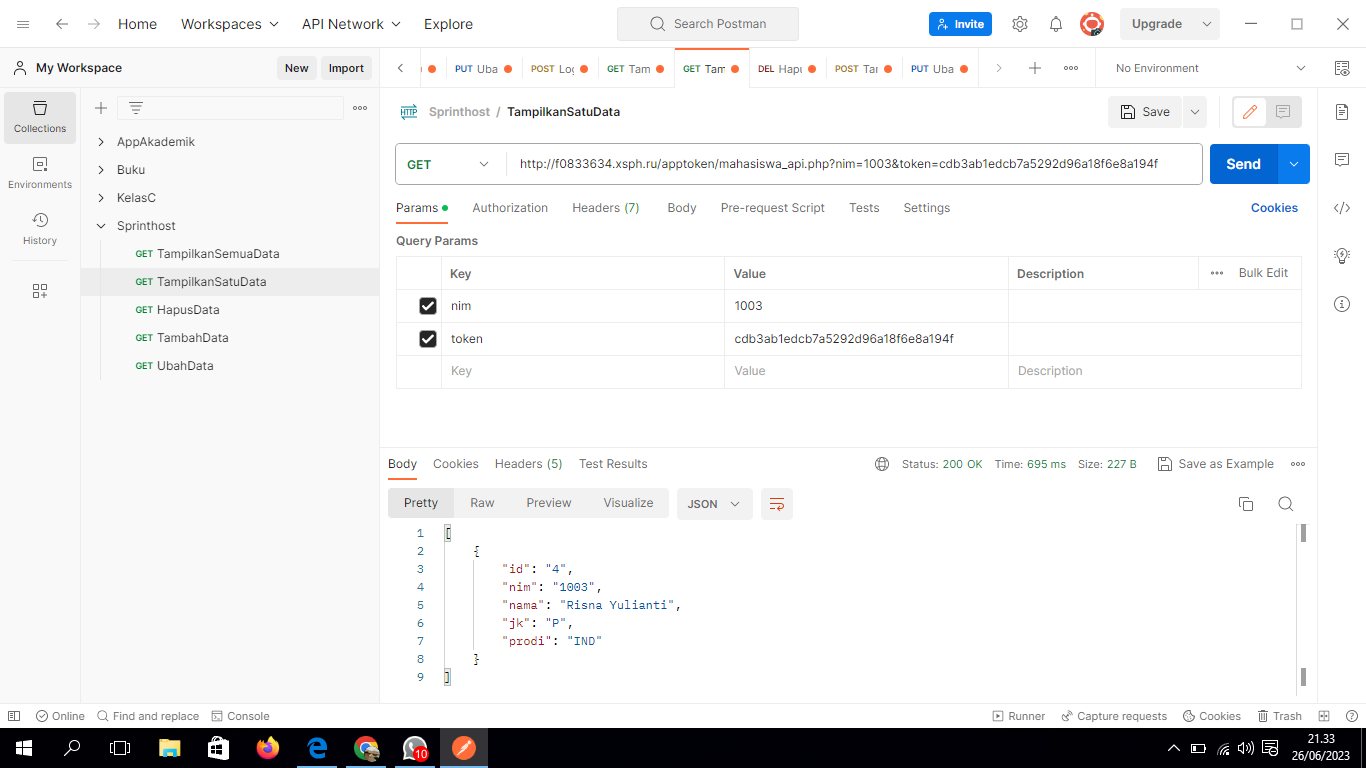 Home Workspaces API Network Explore Search Postman Invite Upgrade
My Workspace New Import PUT Uba POST Log GET Tam GET Tam DEL Hapu POST Tar PUT Uba No Environment
Collections
Environments
History
AppAkademik
Buku
KelasC
Sprinthost
GET TampilkanSemuaData
GET TampilkanSatuData
GET HapusData
GET TambahData
GET UbahData
HTTP Sprinthost / TampilkanSatuData Save
GET http://f0833634.xsph.ru/apptoken/mahasiswa_api.php?nim=1003&token=cdb3ab1edcb7a5292d96a18f6e8a194f Send
Params Authorization Headers (7) Body Pre-request Script Tests Settings Cookies
Query Params
Key Value Description Bulk Edit
nim 1003
token cdb3ab1edcb7a5292d96a18f6e8a194f
Key Value Description
Body Cookies Headers (5) Test Results Status: 200 OK Time: 695 ms Size: 227 B Save as Example
Pretty Raw Preview Visualize JSON
1 [
2 {
3 "id": "4",
4 "nim": "1003",
5 "nama": "Risna Yulianti",
6 "jk": "P",
7 "prodi": "IND"
8 }
9 ]
Online Find and replace Console Runner Capture requests Cookies Trash
10
21.33
26/06/2023